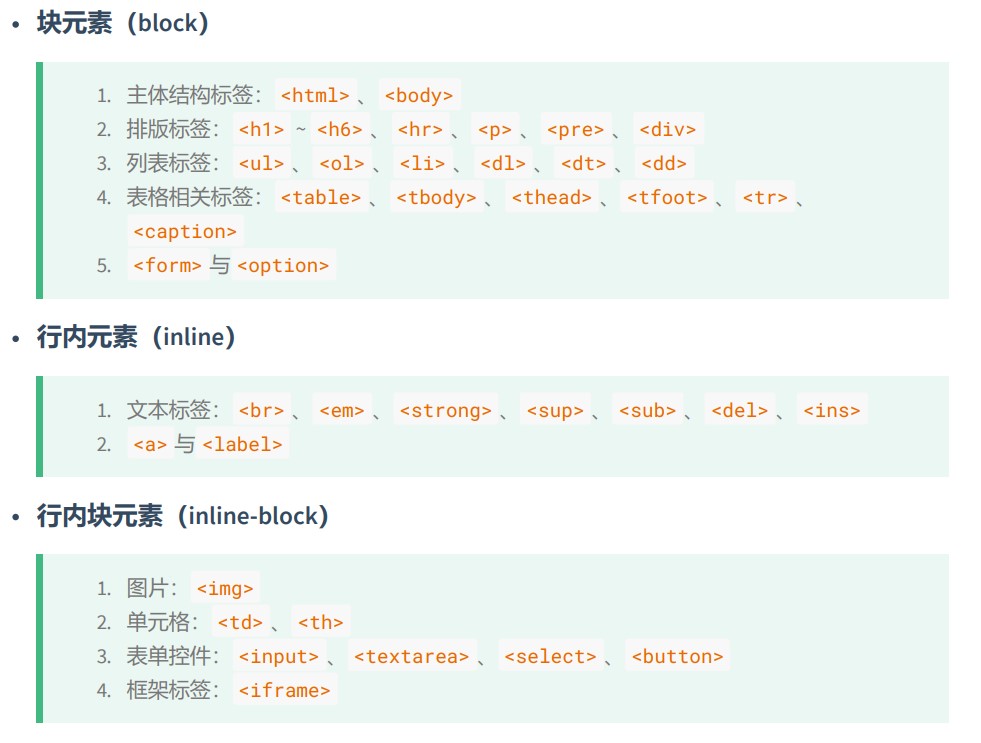 • 块元素（block）
1. 主体结构标签： <html> 、 <body>
2. 排版标签： <h1> ~ <h6> 、 <hr> 、 <p> 、 <pre> 、 <div>
3. 列表标签： <ul> 、 <ol> 、 <li> 、 <dl> 、 <dt> 、 <dd>
4. 表格相关标签： <table> 、 <tbody> 、 <thead> 、 <tfoot> 、 <tr> 、
<caption>
5. <form> 与 <option>
• 行内元素（inline）
1. 文本标签： <br> 、 <em> 、 <strong> 、 <sup> 、 <sub> 、 <del> 、 <ins>
2. <a> 与 <label>
• 行内块元素（inline-block）
1. 图片： <img>
2. 单元格： <td> 、 <th>
3. 表单控件： <input> 、 <textarea> 、 <select> 、 <button>
4. 框架标签： <iframe>